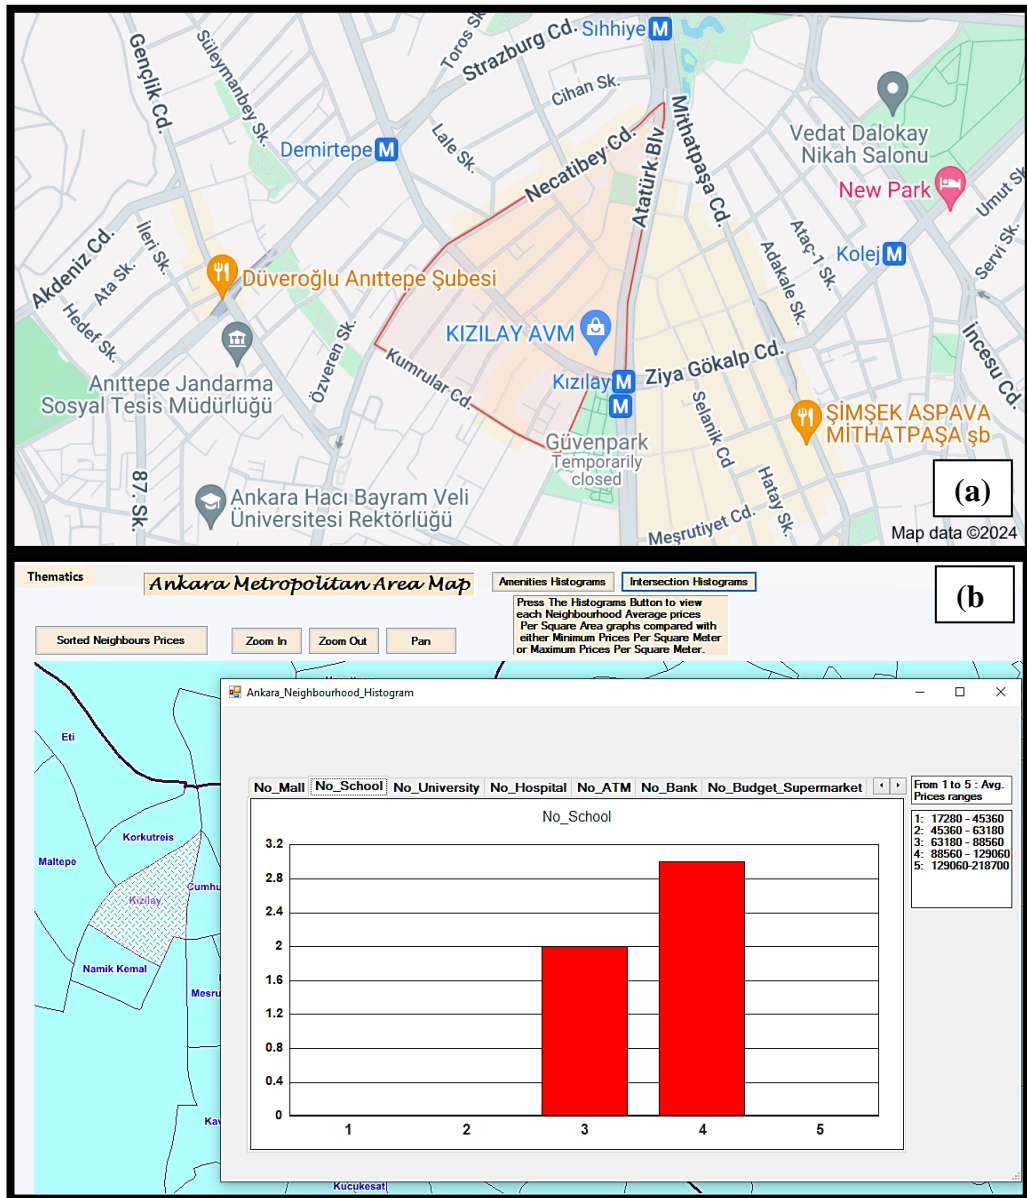 Gençlik Cd.
Süleymanbey Sk.
Toros Sk.
Strazburg Cd.
Sıhhiye M
Cihan Sk.
Mithatpaşa Cd.
Vedat Dalokay
Nikah Salonu
Demirtepe M
Lale Sk.
Necatibey Cd.
Atatürk Blv
New Park
Umut Sk.
Akdeniz Cd.
Ata Sk.
İleri Sk.
Hedef Sk.
Düveroğlu Anıttepe Şubesi
Adakale Sk.
Ataç-1 Sk.
Kolej M
Servi Sk.
İncesu Cd.
KIZILAY AVM
Özveren Sk.
Kumrular Cd.
Anıttepe Jandarma
Sosyal Tesis Müdürlüğü
Kızılay M
M
Ziya Gökalp Cd.
Selanik Cd
ŞİMŞEK ASPAVA
MİTHATPAŞA şb
Güvenpark
Temporarily
closed
87. Sk.
Ankara Hacı Bayram Veli
Üniversitesi Rektörlüğü
Hatay Sk.
Meşrutiyet Cd.
(a)
Map data ©2024
Thematics
Ankara Metropolitan Area Map
Amenities Histograms
Intersection Histograms
(b
Press The Histograms Button to view
each Neighbourhood Average prices
Per Square Area graphs compared with
either Minimum Prices Per Square Meter
or Maximum Prices Per Square Meter.
Sorted Neighbours Prices
Zoom In
Zoom Out
Pan
Ankara_Neighbourhood_Histogram
Eti
Korkutreis
Maltepe
Cumhu
Kizilay
Namik Kemal
Mesru
Kav
Kucukesat
No_Mall No_School No_University No_Hospital No_ATM No_Bank No_Budget_Supermarket
From 1 to 5 : Avg.
Prices ranges
1: 17280 - 45360
2: 45360 - 63180
3: 63180 - 88560
4: 88560 - 129060
5: 129060-218700
No_School
3.2
2.8
2.4
2
1.6
1.2
0.8
0.4
0
1 2 3 4 5